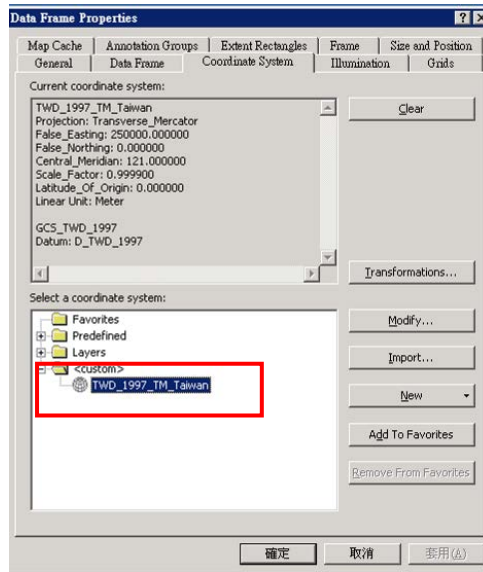 Data Frame Properties
Map Cache Annotation Groups Extent Rectangles Frame Size and Position
General Data Frame Coordinate System Illumination Grids
Current coordinate system:
TWD_1997_TM_Taiwan
Projection: Transverse_Mercator
False_Easting: 250000.000000
False_Northing: 0.000000
Central_Meridian: 121.000000
Scale_Factor: 0.999900
Latitude_Of_Origin: 0.000000
Linear Unit: Meter
GCS_TWD_1997
Datum: D_TWD_1997
Clear
Transformations...
Select a coordinate system:
Favorites
Predefined
Layers
<custom>
TWD_1997_TM_Taiwan
Modify...
Import...
New
Add To Favorites
Remove From Favorites
確定 取消 套用(A)